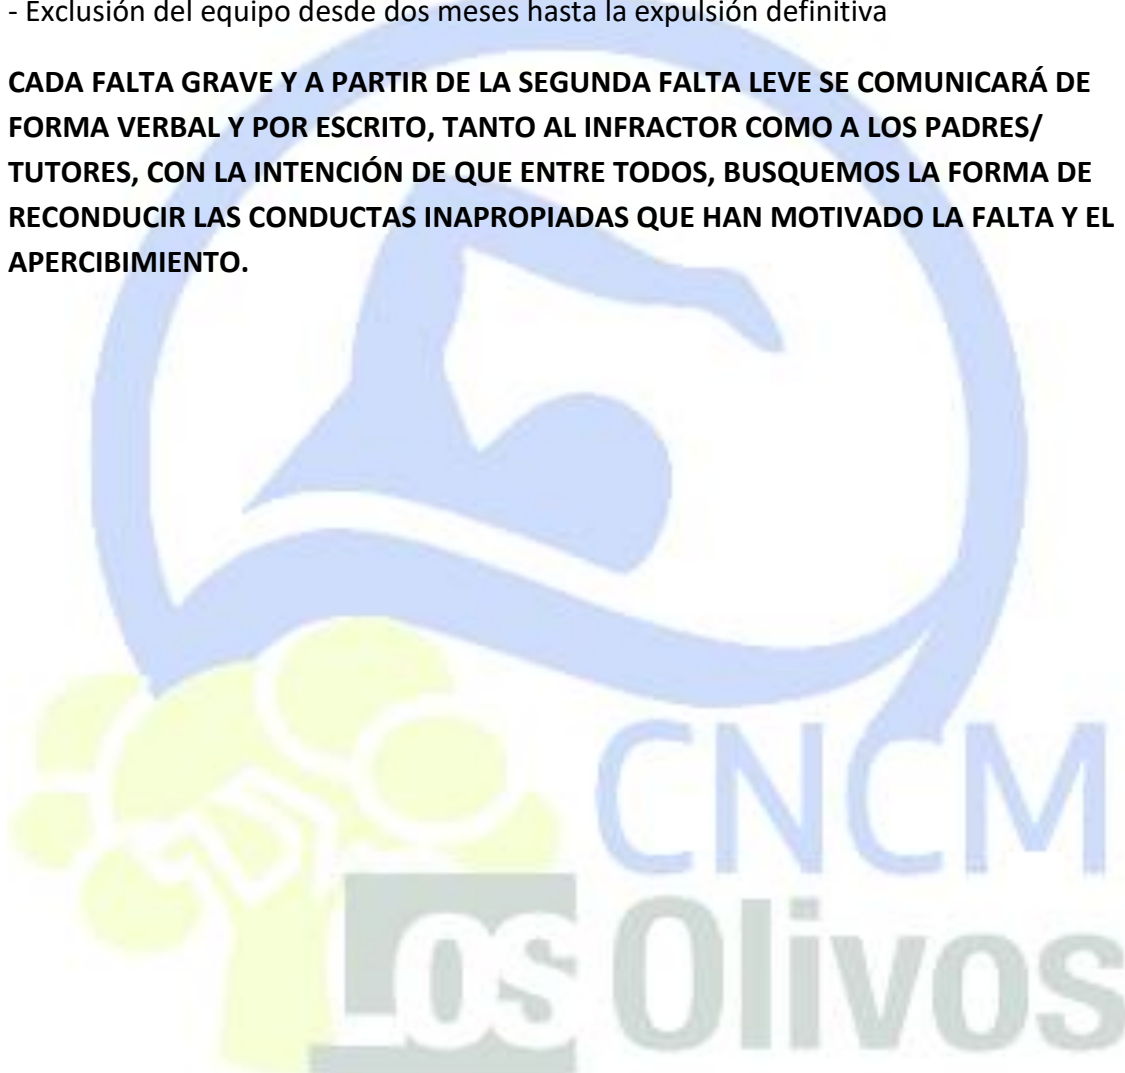 - Exclusión del equipo desde dos meses hasta la expulsión definitiva
CADA FALTA GRAVE Y A PARTIR DE LA SEGUNDA FALTA LEVE SE COMUNICARÁ DE
FORMA VERBAL Y POR ESCRITO, TANTO AL INFRACTOR COMO A LOS PADRES/
TUTORES, CON LA INTENCIÓN DE QUE ENTRE TODOS, BUSQUEMOS LA FORMA DE
RECONDUCIR LAS CONDUCTAS INAPROPIADAS QUE HAN MOTIVADO LA FALTA Y EL
APERCIBIMIENTO.
CNCM
Los Olivos